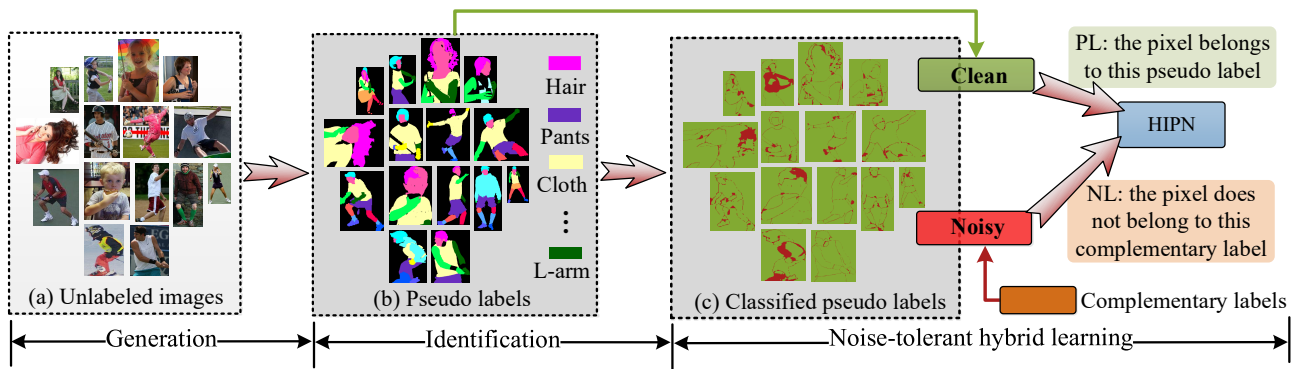 Hair
Pants
Cloth
L-arm
(a) Unlabeled images
(b) Pseudo labels
(c) Classified pseudo labels
Clean
Noisy
PL: the pixel belongs
to this pseudo label
HIPN
NL: the pixel does
not belong to this
complementary label
Complementary labels
Generation
Identification
Noise-tolerant hybrid learning